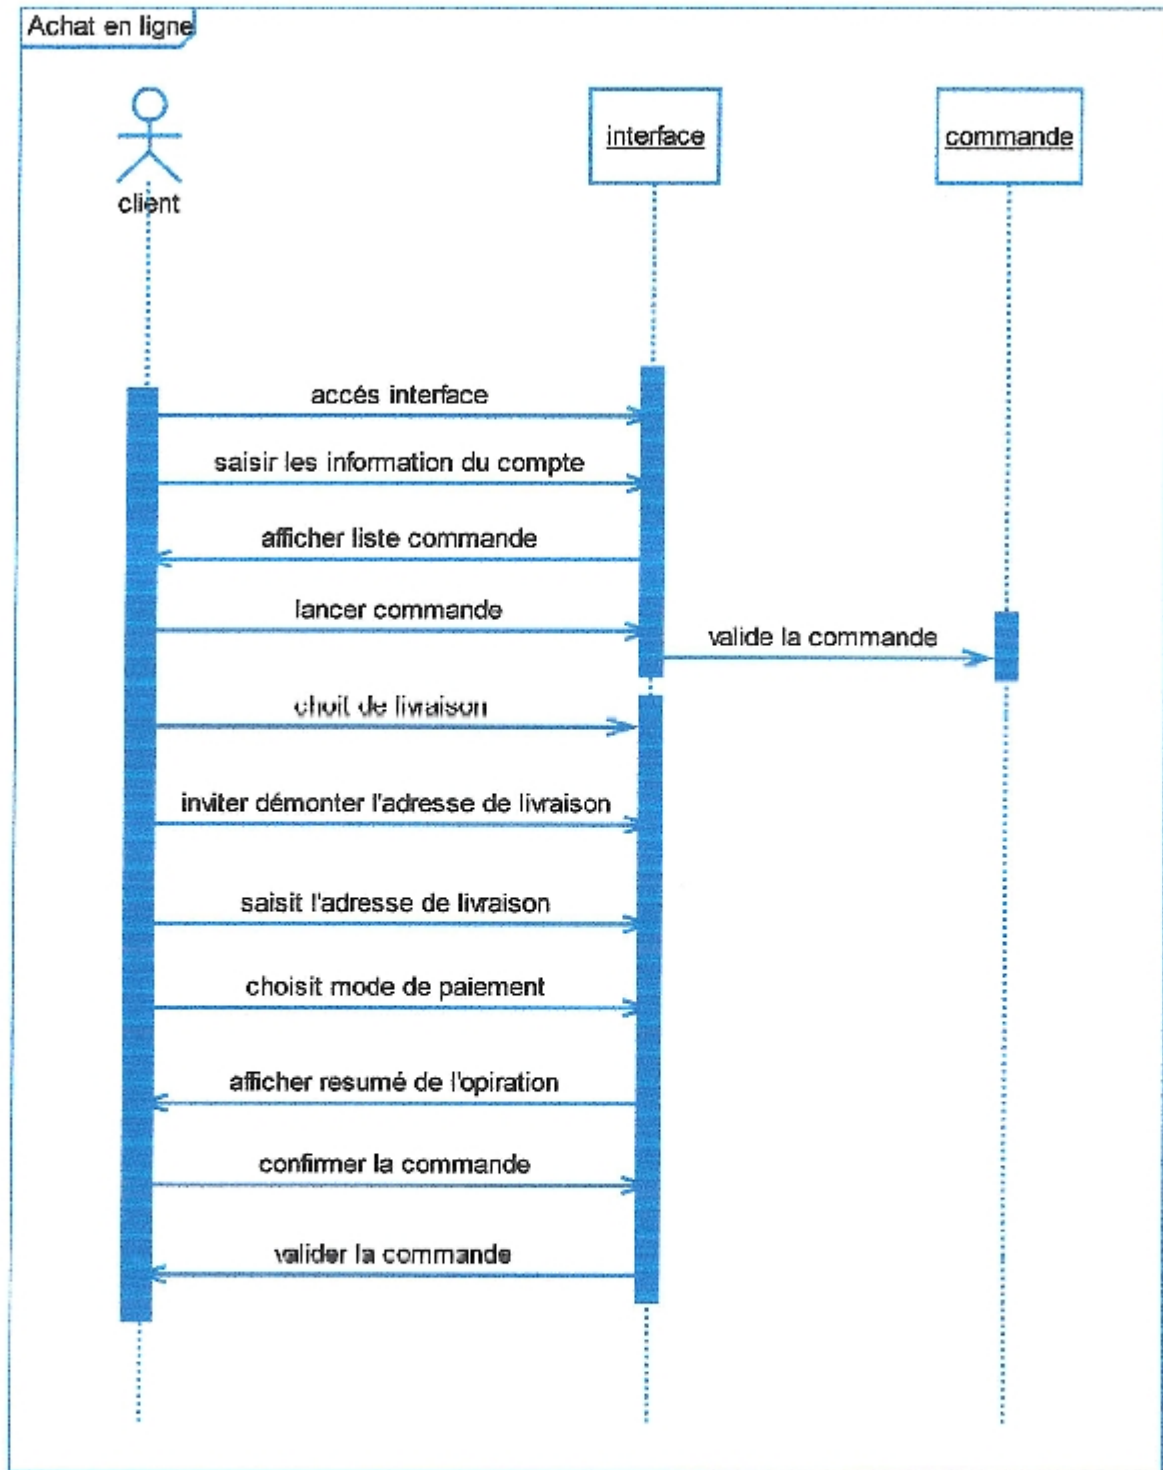 Achat en ligne
client
interface
commande
accés interface
saisir les information du compte
afficher liste commande
lancer commande
valide la commande
choit de livraison
inviter démonter l'adresse de livraison
saisit l'adresse de livraison
choisit mode de paiement
afficher resumé de l'opiration
confirmer la commande
valider la commande